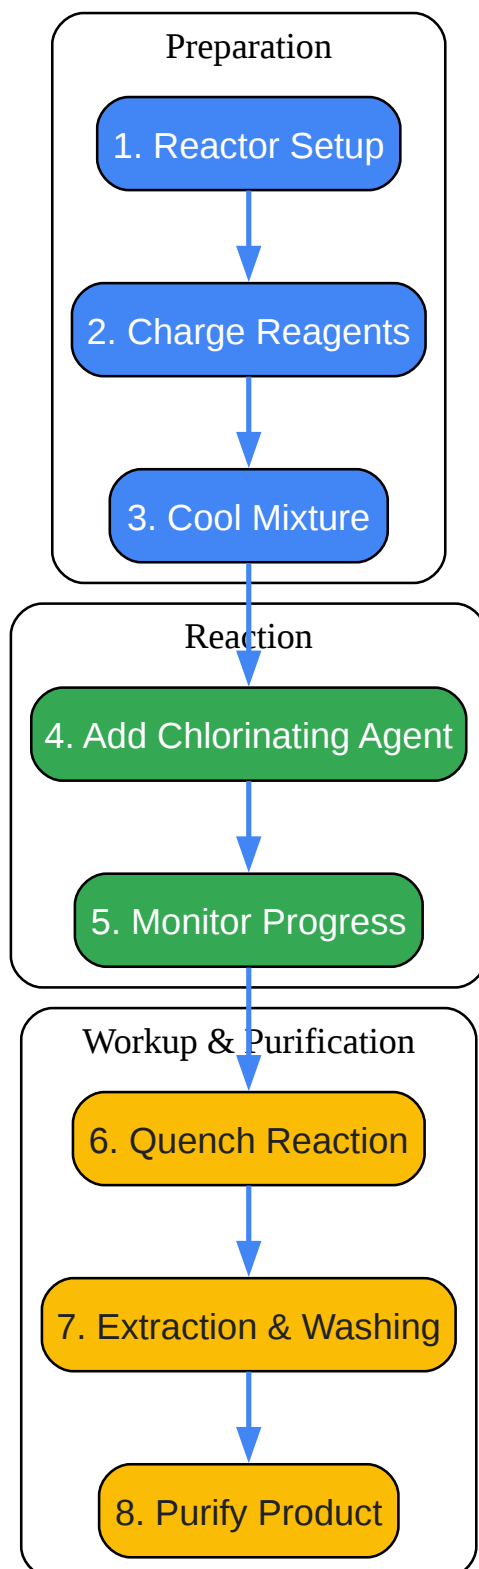 Preparation
1. Reactor Setup
2. Charge Reagents
3. Cool Mixture
Reaction
4. Add Chlorinating Agent
5. Monitor Progress
Workup & Purification
6. Quench Reaction
7. Extraction & Washing
8. Purify Product